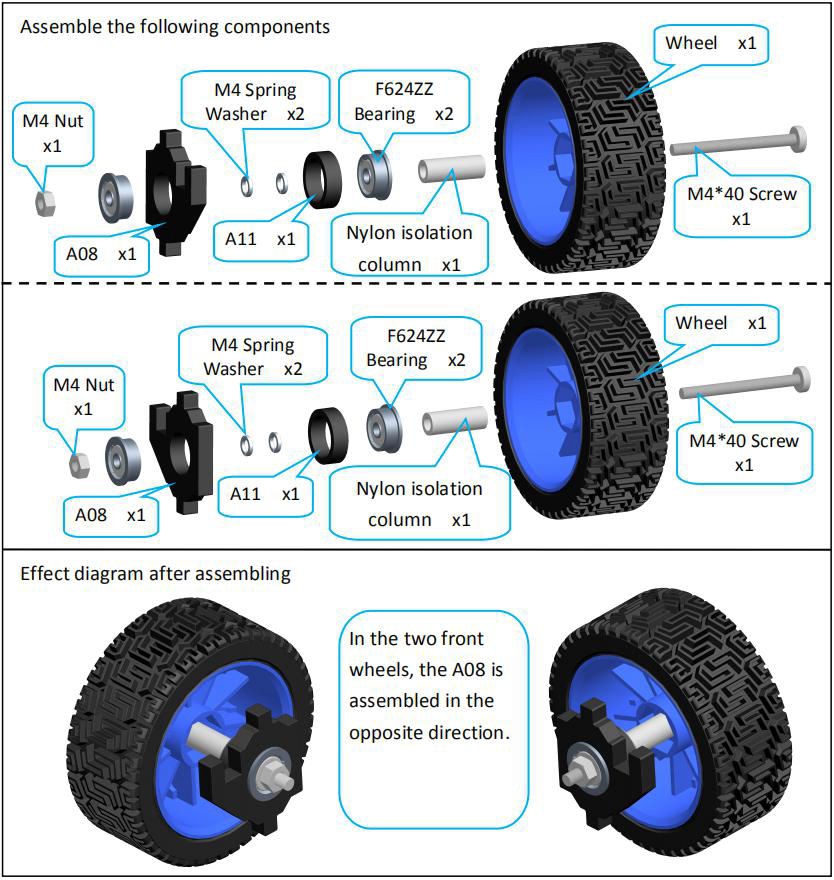 Assemble the following components
Wheel x1
M4 Spring
Washer x2
F624ZZ
Bearing x2
M4 Nut
x1
M4*40 Screw
x1
A08 x1
A11 x1
Nylon isolation
column x1
Wheel x1
M4 Spring
Washer x2
F624ZZ
Bearing x2
M4 Nut
x1
M4*40 Screw
x1
A08 x1
A11 x1
Nylon isolation
column x1
Effect diagram after assembling
In the two front
wheels, the A08 is
assembled in the
opposite direction.